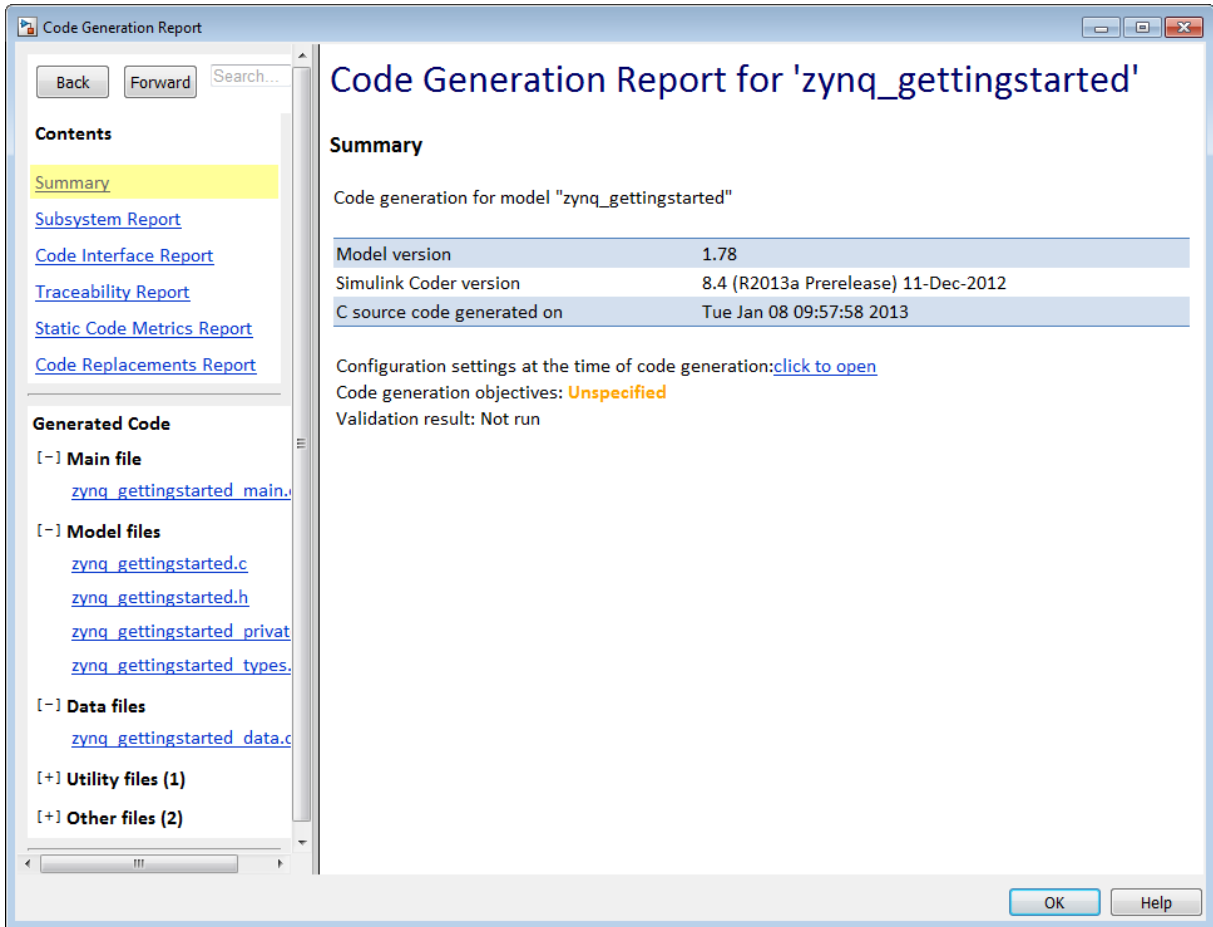 Code Generation Report
Back Forward Search...
Contents
Summary
Subsystem Report
Code Interface Report
Traceability Report
Static Code Metrics Report
Code Replacements Report
Generated Code
[-] Main file
zynq_gettingstarted_main.c
[-] Model files
zynq_gettingstarted.c
zynq_gettingstarted.h
zynq_gettingstarted_privat
zynq_gettingstarted_types.
[-] Data files
zynq_gettingstarted_data.c
[+] Utility files (1)
[+] Other files (2)
Code Generation Report for 'zynq_gettingstarted'
Summary
Code generation for model "zynq_gettingstarted"
Model version 1.78
Simulink Coder version 8.4 (R2013a Prerelease) 11-Dec-2012
C source code generated on Tue Jan 08 09:57:58 2013
Configuration settings at the time of code generation:click to open
Code generation objectives: Unspecified
Validation result: Not run
OK Help